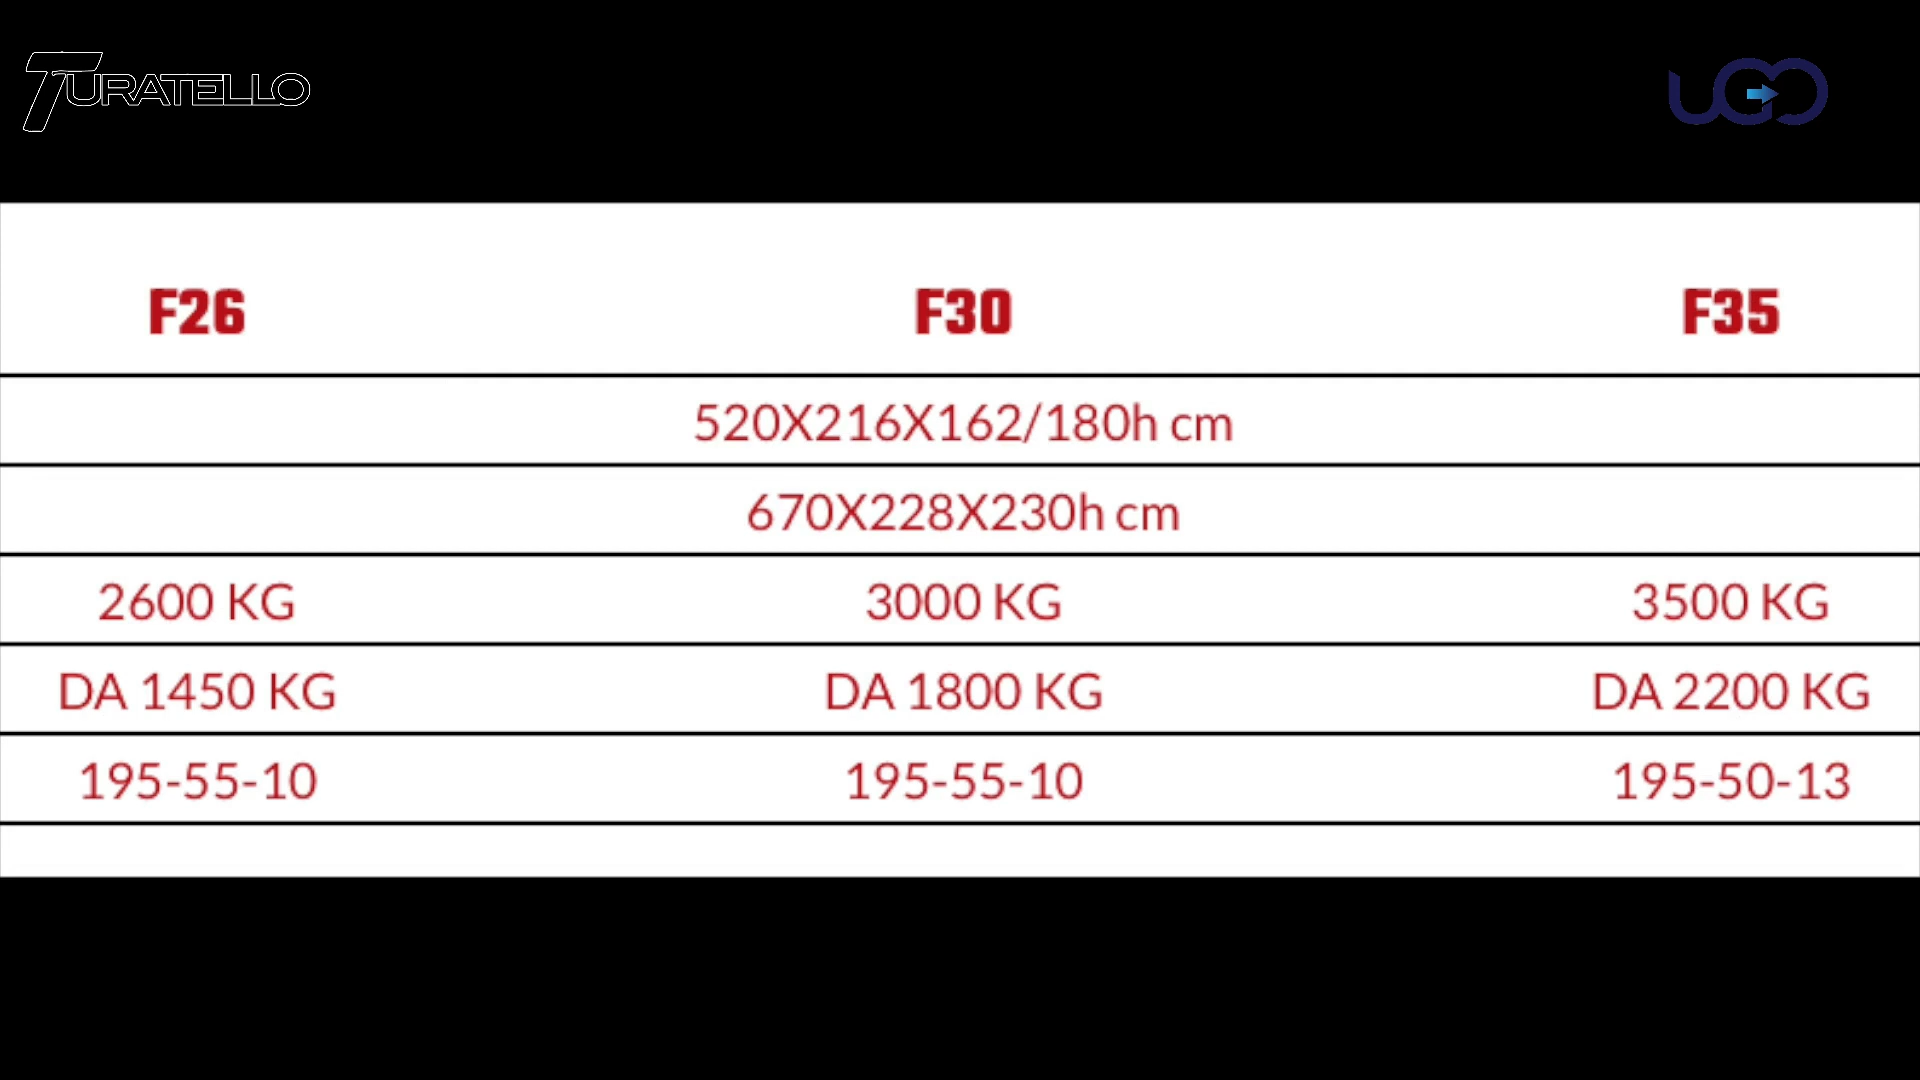 TURATELLO
UGO
F26 F30 F35
520X216X162/180h cm
670X228X230h cm
2600 KG 3000 KG 3500 KG
DA 1450 KG DA 1800 KG DA 2200 KG
195-55-10 195-55-10 195-50-13